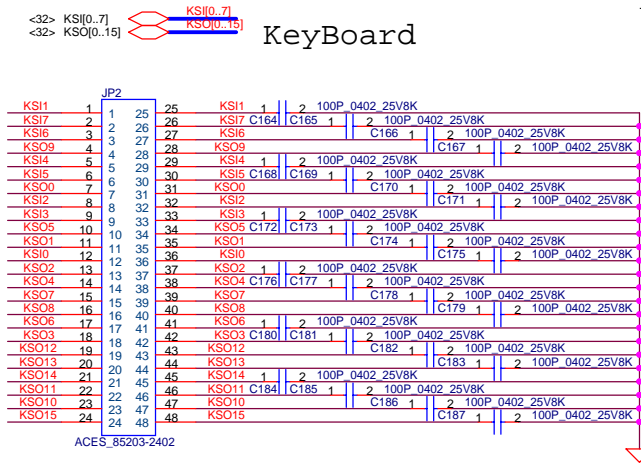 <32> KSI[0..7] KSI[0..7]
<32> KSO[0..15] KSO[0..15]
KeyBoard
JP2
KSI1 1 1 25 25 KSI1 1 2 100P_0402_25V8K
KSI7 2 2 26 26 KSI7 C164 C165 1 2 100P_0402_25V8K
KSI6 3 3 27 27 KSI6 C166 1 2 100P_0402_25V8K
KSO9 4 4 28 28 KSO9 C167 1 2 100P_0402_25V8K
KSI4 5 5 29 29 KSI4 1 2 100P_0402_25V8K
KSI5 6 6 30 30 KSI5 C168 C169 1 2 100P_0402_25V8K
KSO0 7 7 31 31 KSO0 C170 1 2 100P_0402_25V8K
KSI2 8 8 32 32 KSI2 C171 1 2 100P_0402_25V8K
KSI3 9 9 33 33 KSI3 1 2 100P_0402_25V8K
KSO5 10 10 34 34 KSO5 C172 C173 1 2 100P_0402_25V8K
KSO1 11 11 35 35 KSO1 C174 1 2 100P_0402_25V8K
KSI0 12 12 36 36 KSI0 C175 1 2 100P_0402_25V8K
KSO2 13 13 37 37 KSO2 1 2 100P_0402_25V8K
KSO4 14 14 38 38 KSO4 C176 C177 1 2 100P_0402_25V8K
KSO7 15 15 39 39 KSO7 C178 1 2 100P_0402_25V8K
KSO8 16 16 40 40 KSO8 C179 1 2 100P_0402_25V8K
KSO6 17 17 41 41 KSO6 1 2 100P_0402_25V8K
KSO3 18 18 42 42 KSO3 C180 C181 1 2 100P_0402_25V8K
KSO12 19 19 43 43 KSO12 C182 1 2 100P_0402_25V8K
KSO13 20 20 44 44 KSO13 C183 1 2 100P_0402_25V8K
KSO14 21 21 45 45 KSO14 1 2 100P_0402_25V8K
KSO11 22 22 46 46 KSO11 C184 C185 1 2 100P_0402_25V8K
KSO10 23 23 47 47 KSO10 C186 1 2 100P_0402_25V8K
KSO15 24 24 48 48 KSO15 C187 1 2 100P_0402_25V8K
ACES_85203-2402